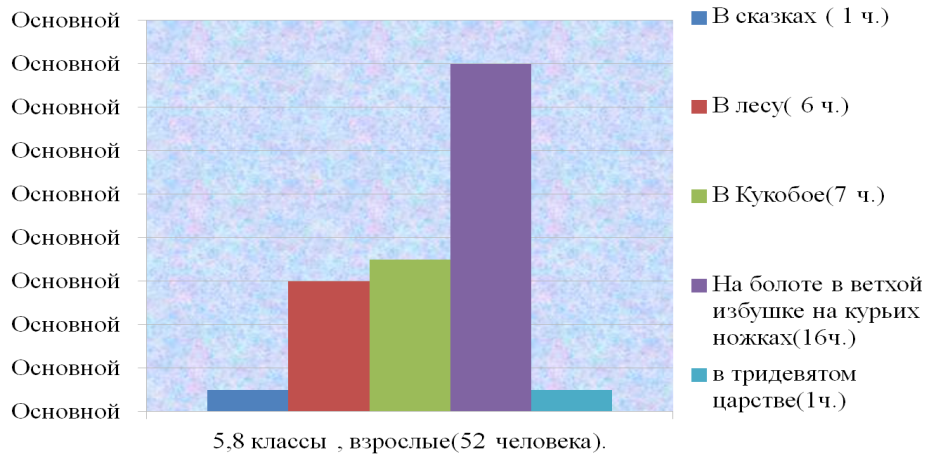 Основной
Основной
Основной
Основной
Основной
Основной
Основной
Основной
Основной
Основной
5,8 классы , взрослые(52 человека).
В сказках ( 1 ч.)
В лесу( 6 ч.)
В Кукобое(7 ч.)
На болоте в ветхой
избушке на курьих
ножках(16ч.)
в тридевятом
царстве(1ч.)